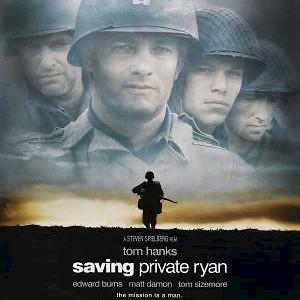 A STEVEN SPIELBERG FILM
tom hanks
saving private ryan
edward burns matt damon tom sizemore
the mission is a man.